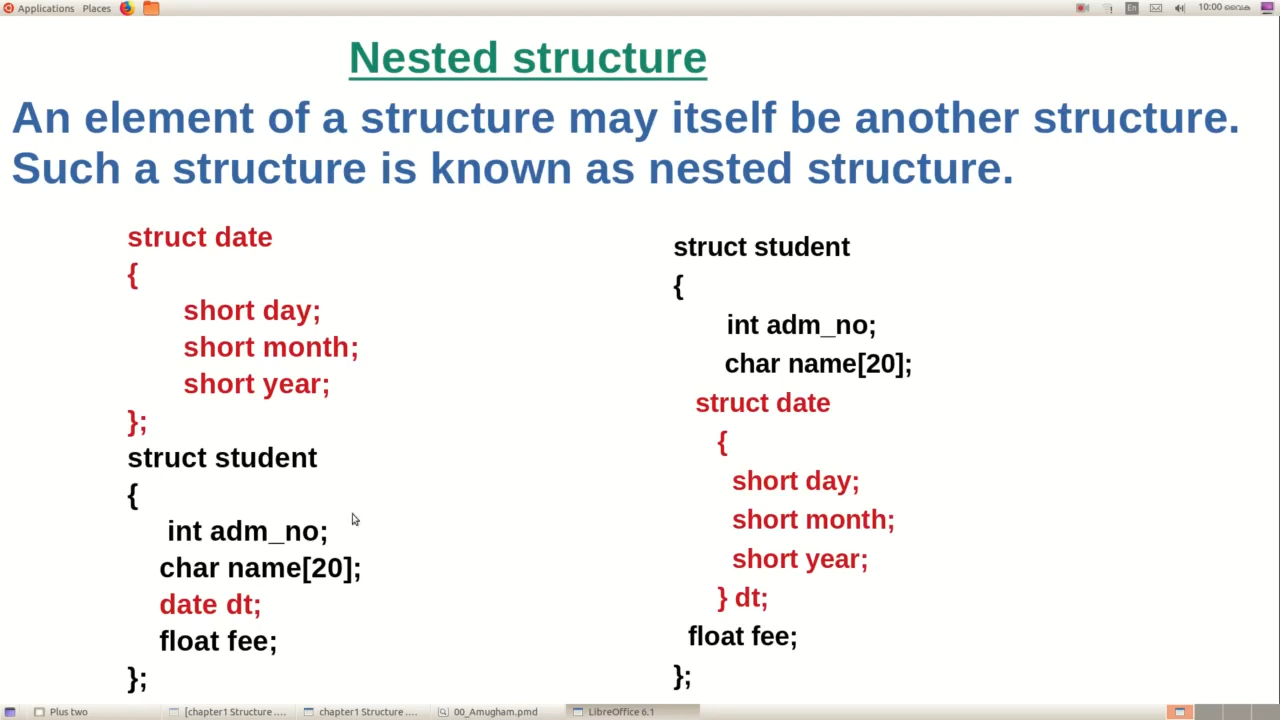 Applications Places En 10:00 വൈക
Nested structure
An element of a structure may itself be another structure.
Such a structure is known as nested structure.
struct date
{
short day;
short month;
short year;
};
struct student
{
int adm_no;
char name[20];
date dt;
float fee;
};
struct student
{
int adm_no;
char name[20];
struct date
{
short day;
short month;
short year;
} dt;
float fee;
};
Plus two [chapter1 Structure .... chapter1 Structure .... 00_Amugham.pmd LibreOffice 6.1